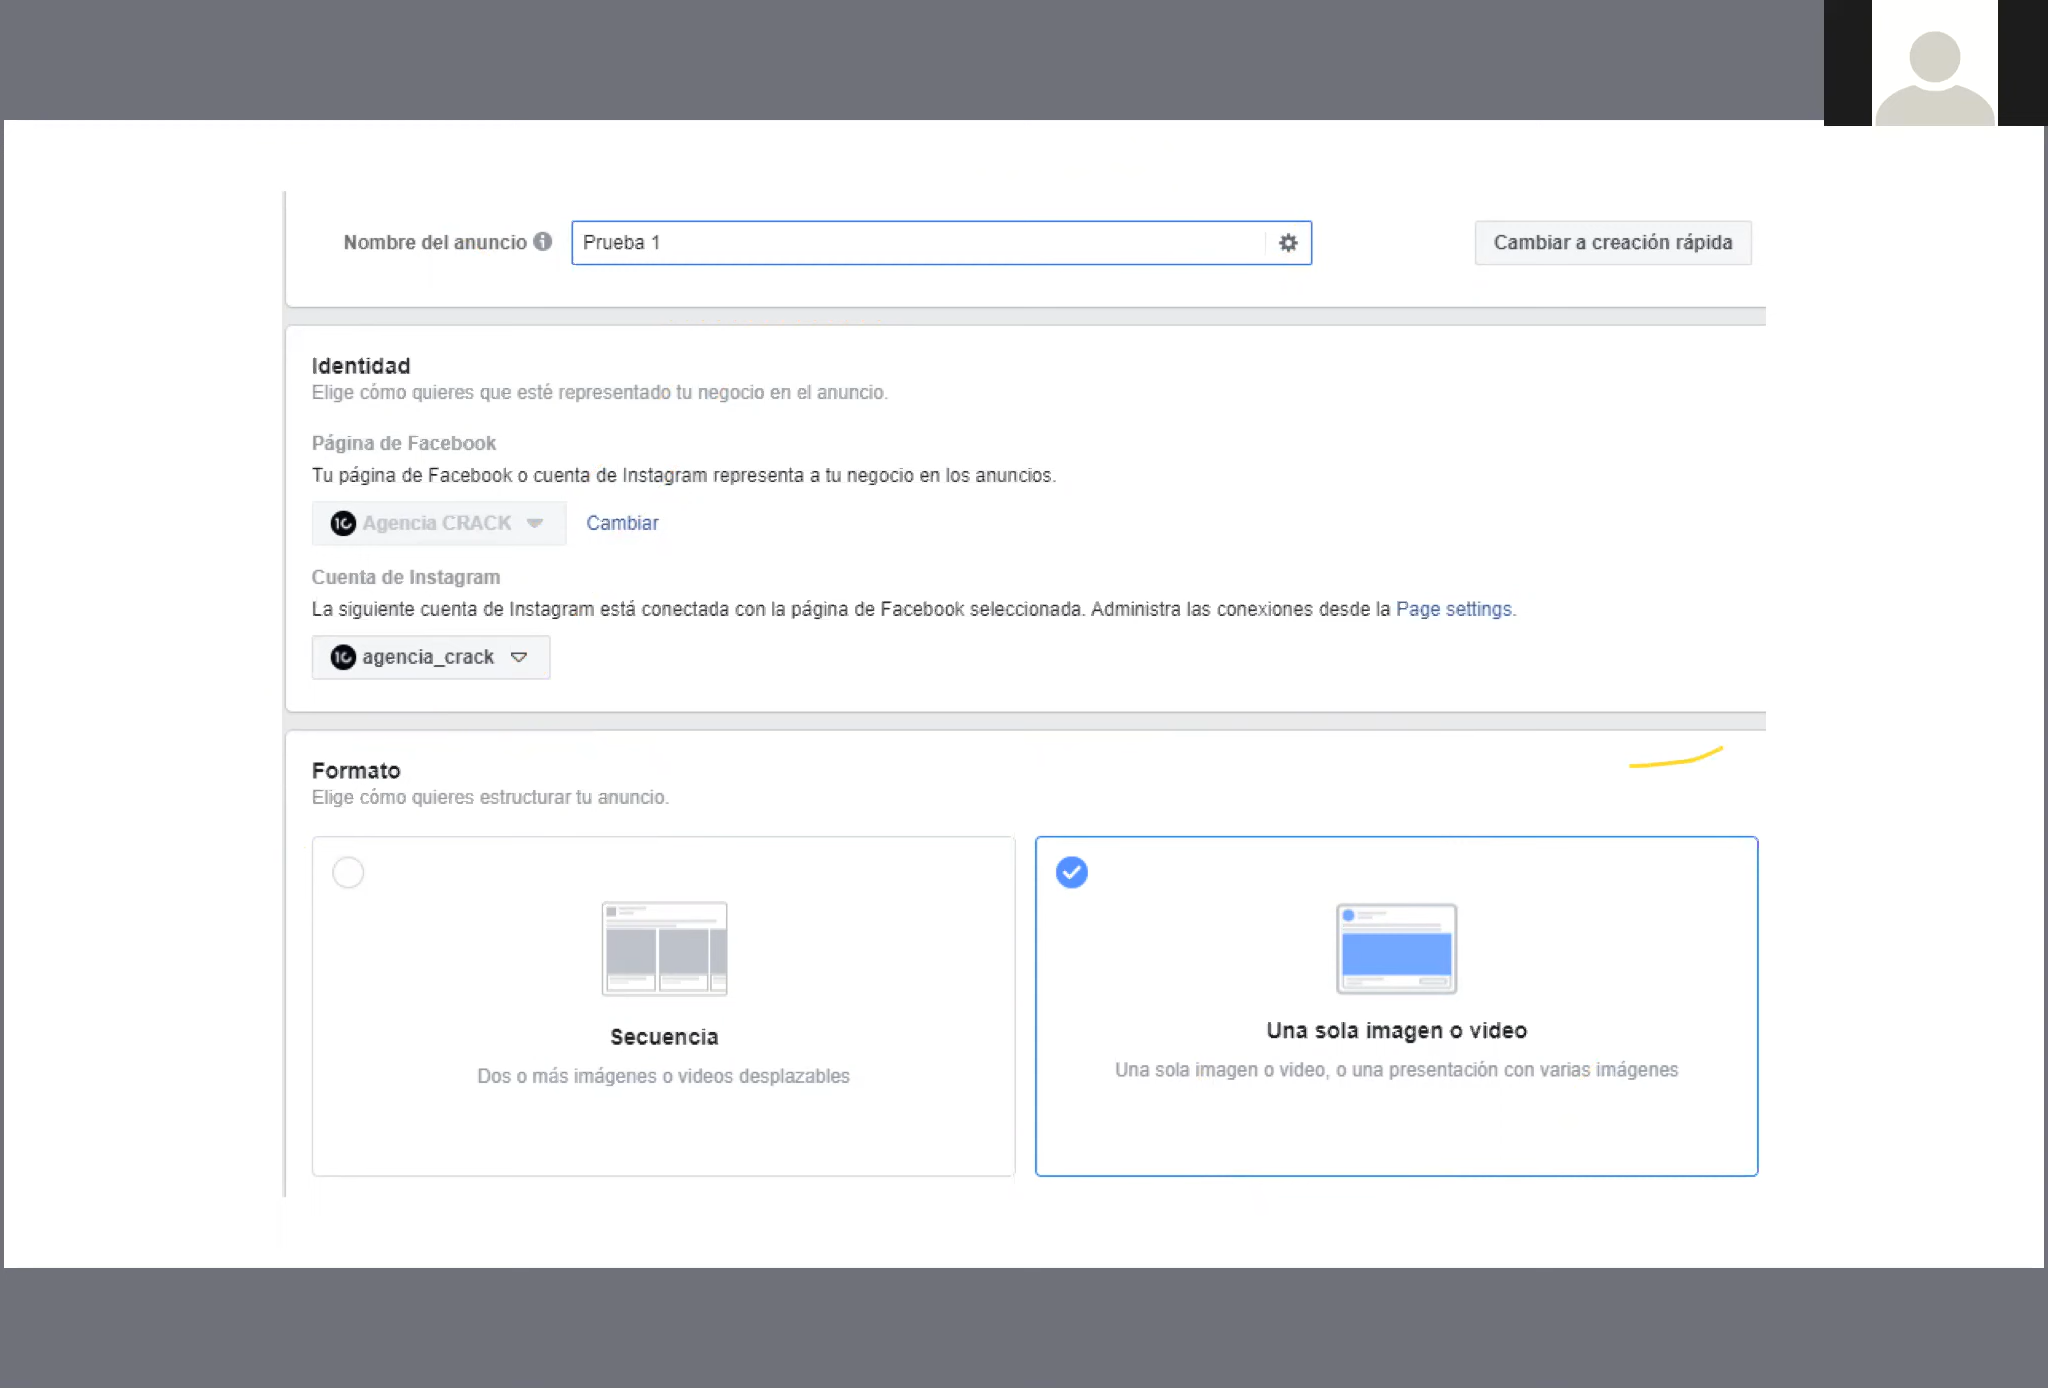 Nombre del anuncio
Prueba 1
Cambiar a creación rápida
Identidad
Elige cómo quieres que esté representado tu negocio en el anuncio.
Página de Facebook
Tu página de Facebook o cuenta de Instagram representa a tu negocio en los anuncios.
Agencia CRACK
Cambiar
Cuenta de Instagram
La siguiente cuenta de Instagram está conectada con la página de Facebook seleccionada. Administra las conexiones desde la Page settings.
agencia_crack
Formato
Elige cómo quieres estructurar tu anuncio.
Secuencia
Dos o más imágenes o videos desplazables
Una sola imagen o video
Una sola imagen o video, o una presentación con varias imágenes